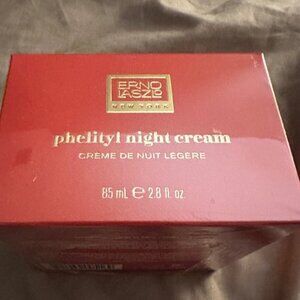 ERNO
LASZLO
NEW YORK
phelityl night cream
CRÈME DE NUIT LÉGÈRE
85 mL ℮ 2.8 fl. oz.